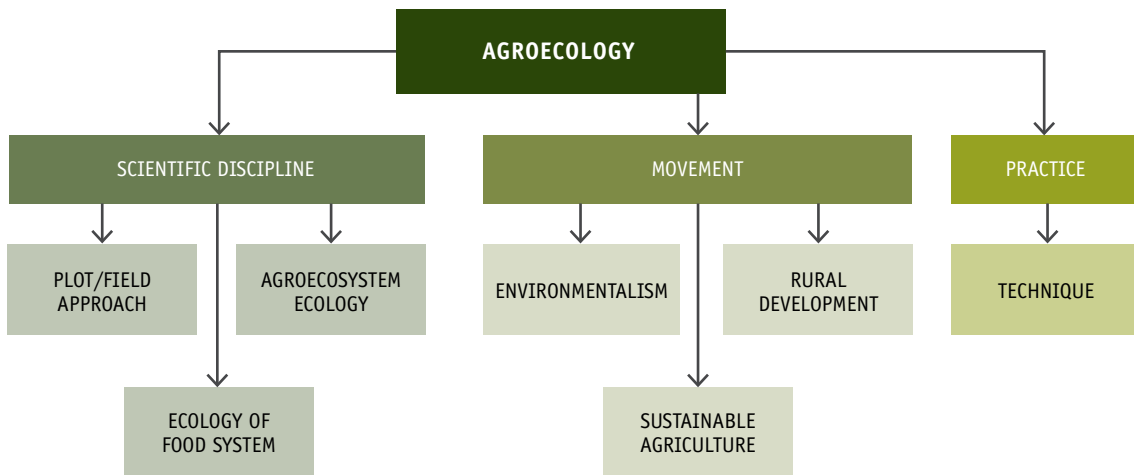 AGROECOLOGY
SCIENTIFIC DISCIPLINE
MOVEMENT
PRACTICE
PLOT/FIELD
APPROACH
AGROECOSYSTEM
ECOLOGY
ENVIRONMENTALISM
RURAL
DEVELOPMENT
TECHNIQUE
ECOLOGY OF
FOOD SYSTEM
SUSTAINABLE
AGRICULTURE